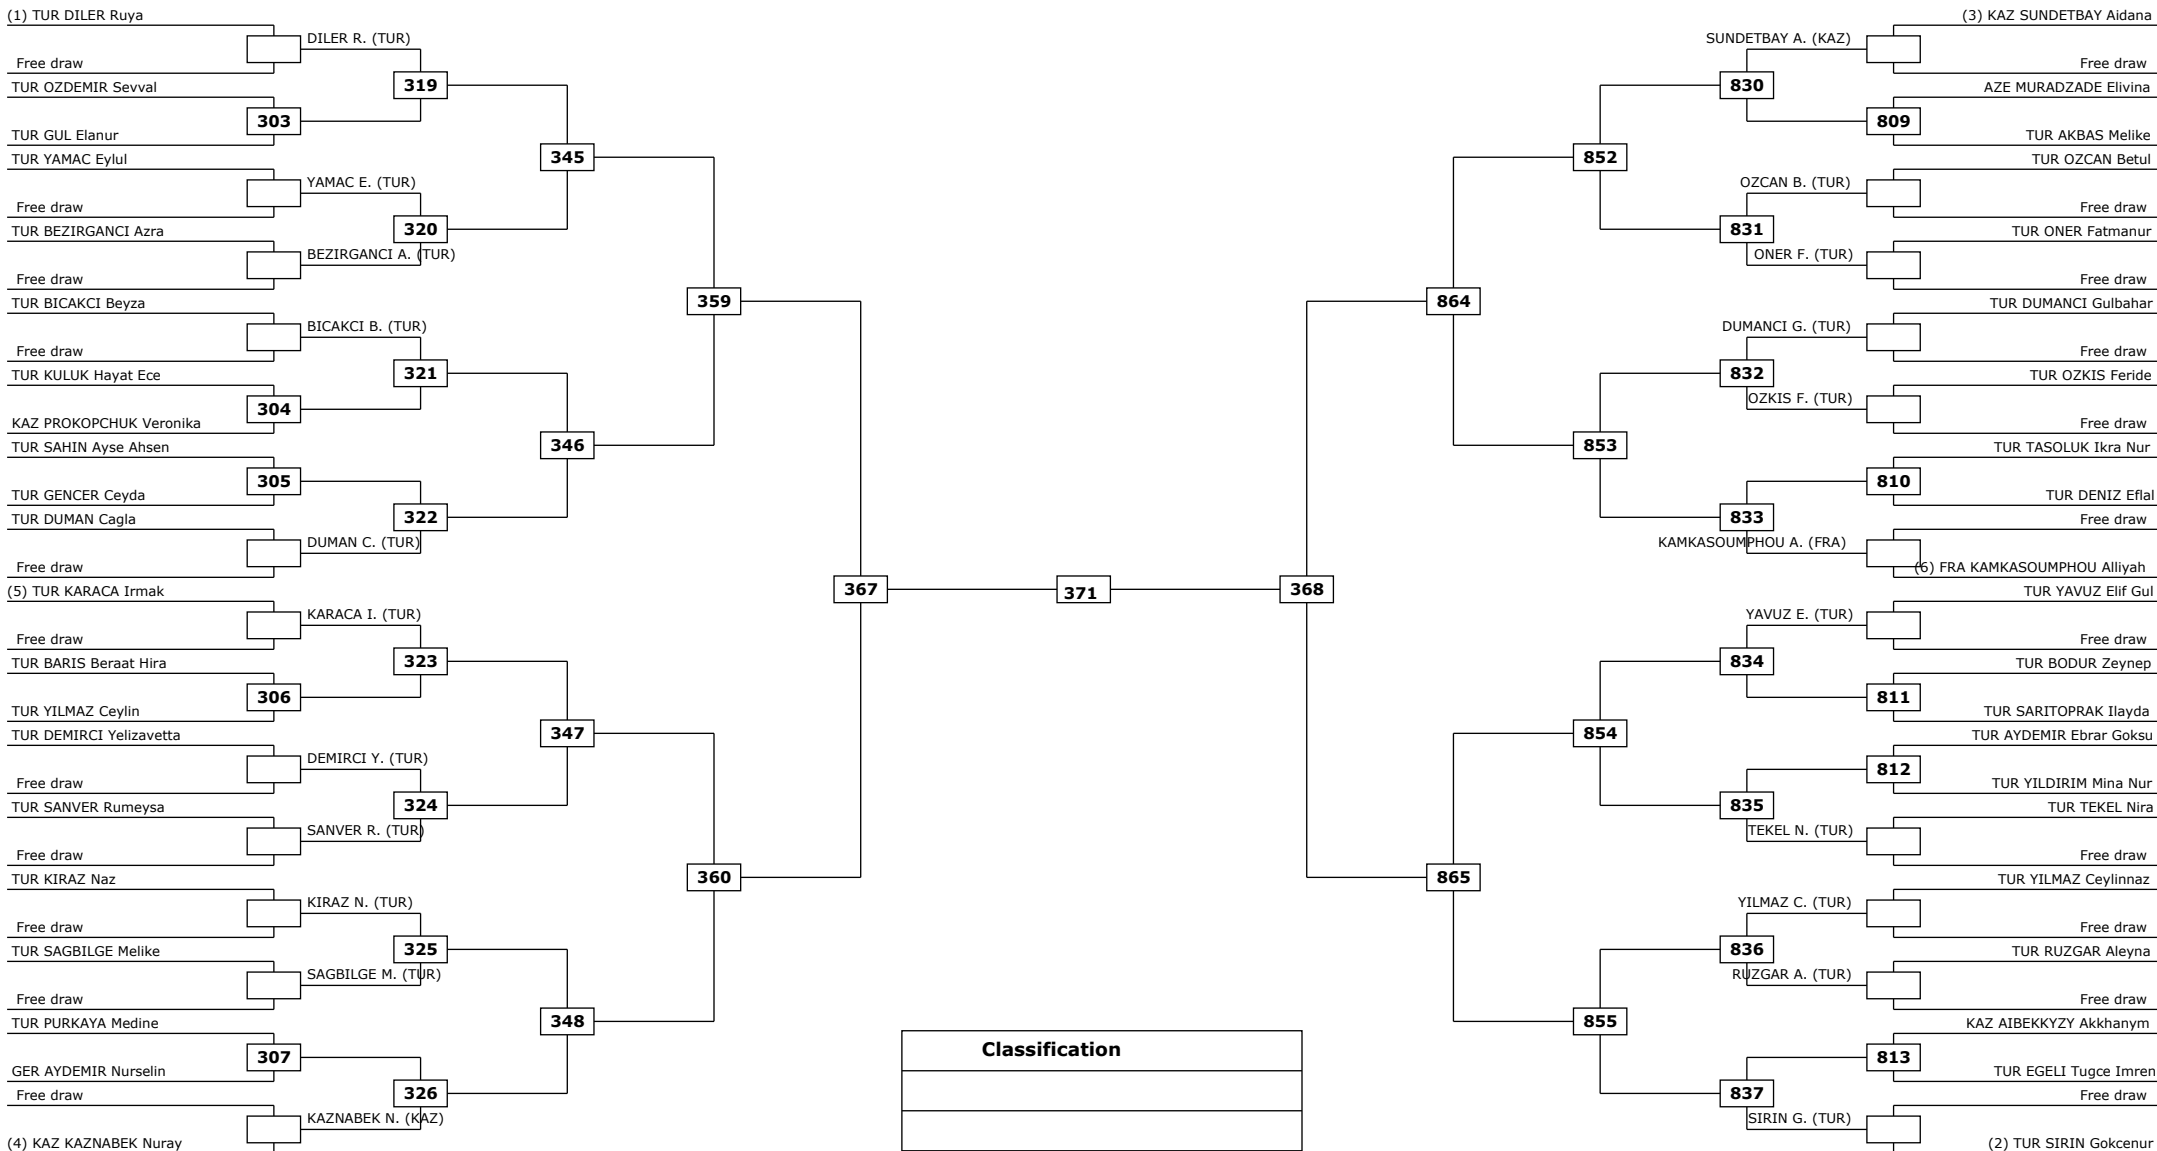 (1) TUR DILER Ruya
DILER R. (TUR)
Free draw
319
TUR OZDEMIR Sevval
303
TUR GUL Elanur
345
TUR YAMAC Eylul
YAMAC E. (TUR)
Free draw
320
TUR BEZIRGANCI Azra
BEZIRGANCI A. (TUR)
Free draw
359
TUR BICAKCI Beyza
BICAKCI B. (TUR)
Free draw
321
TUR KULUK Hayat Ece
304
KAZ PROKOPCHUK Veronika
346
TUR SAHIN Ayse Ahsen
305
TUR GENCER Ceyda
322
TUR DUMAN Cagla
DUMAN C. (TUR)
Free draw
367
(5) TUR KARACA Irmak
KARACA I. (TUR)
Free draw
323
TUR BARIS Beraat Hira
306
TUR YILMAZ Ceylin
347
TUR DEMIRCI Yelizavetta
DEMIRCI Y. (TUR)
Free draw
324
TUR SANVER Rumeysa
SANVER R. (TUR)
Free draw
360
TUR KIRAZ Naz
KIRAZ N. (TUR)
Free draw
325
TUR SAGBILGE Melike
SAGBILGE M. (TUR)
Free draw
348
TUR PURKAYA Medine
307
GER AYDEMIR Nurselin
326
Free draw
KAZNABEK N. (KAZ)
(4) KAZ KAZNABEK Nuray
371
Classification
(3) KAZ SUNDETBAY Aidana
SUNDETBAY A. (KAZ)
Free draw
830
AZE MURADZADE Elivina
809
TUR AKBAS Melike
852
TUR OZCAN Betul
OZCAN B. (TUR)
Free draw
831
TUR ONER Fatmanur
ONER F. (TUR)
Free draw
864
TUR DUMANCI Gulbahar
DUMANCI G. (TUR)
Free draw
832
TUR OZKIS Feride
OZKIS F. (TUR)
Free draw
853
TUR TASOLUK Ikra Nur
810
TUR DENIZ Eflal
833
Free draw
KAMKASOUMPHOU A. (FRA)
(6) FRA KAMKASOUMPHOU Alliyah
368
TUR YAVUZ Elif Gul
YAVUZ E. (TUR)
Free draw
834
TUR BODUR Zeynep
811
TUR SARITOPRAK Ilayda
854
TUR AYDEMIR Ebrar Goksu
812
TUR YILDIRIM Mina Nur
835
TUR TEKEL Nira
TEKEL N. (TUR)
Free draw
865
TUR YILMAZ Ceylinnaz
YILMAZ C. (TUR)
Free draw
836
TUR RUZGAR Aleyna
RUZGAR A. (TUR)
Free draw
855
KAZ AIBEKKYZY Akkhanym
813
TUR EGELI Tugce Imren
837
Free draw
SIRIN G. (TUR)
(2) TUR SIRIN Gokcenur